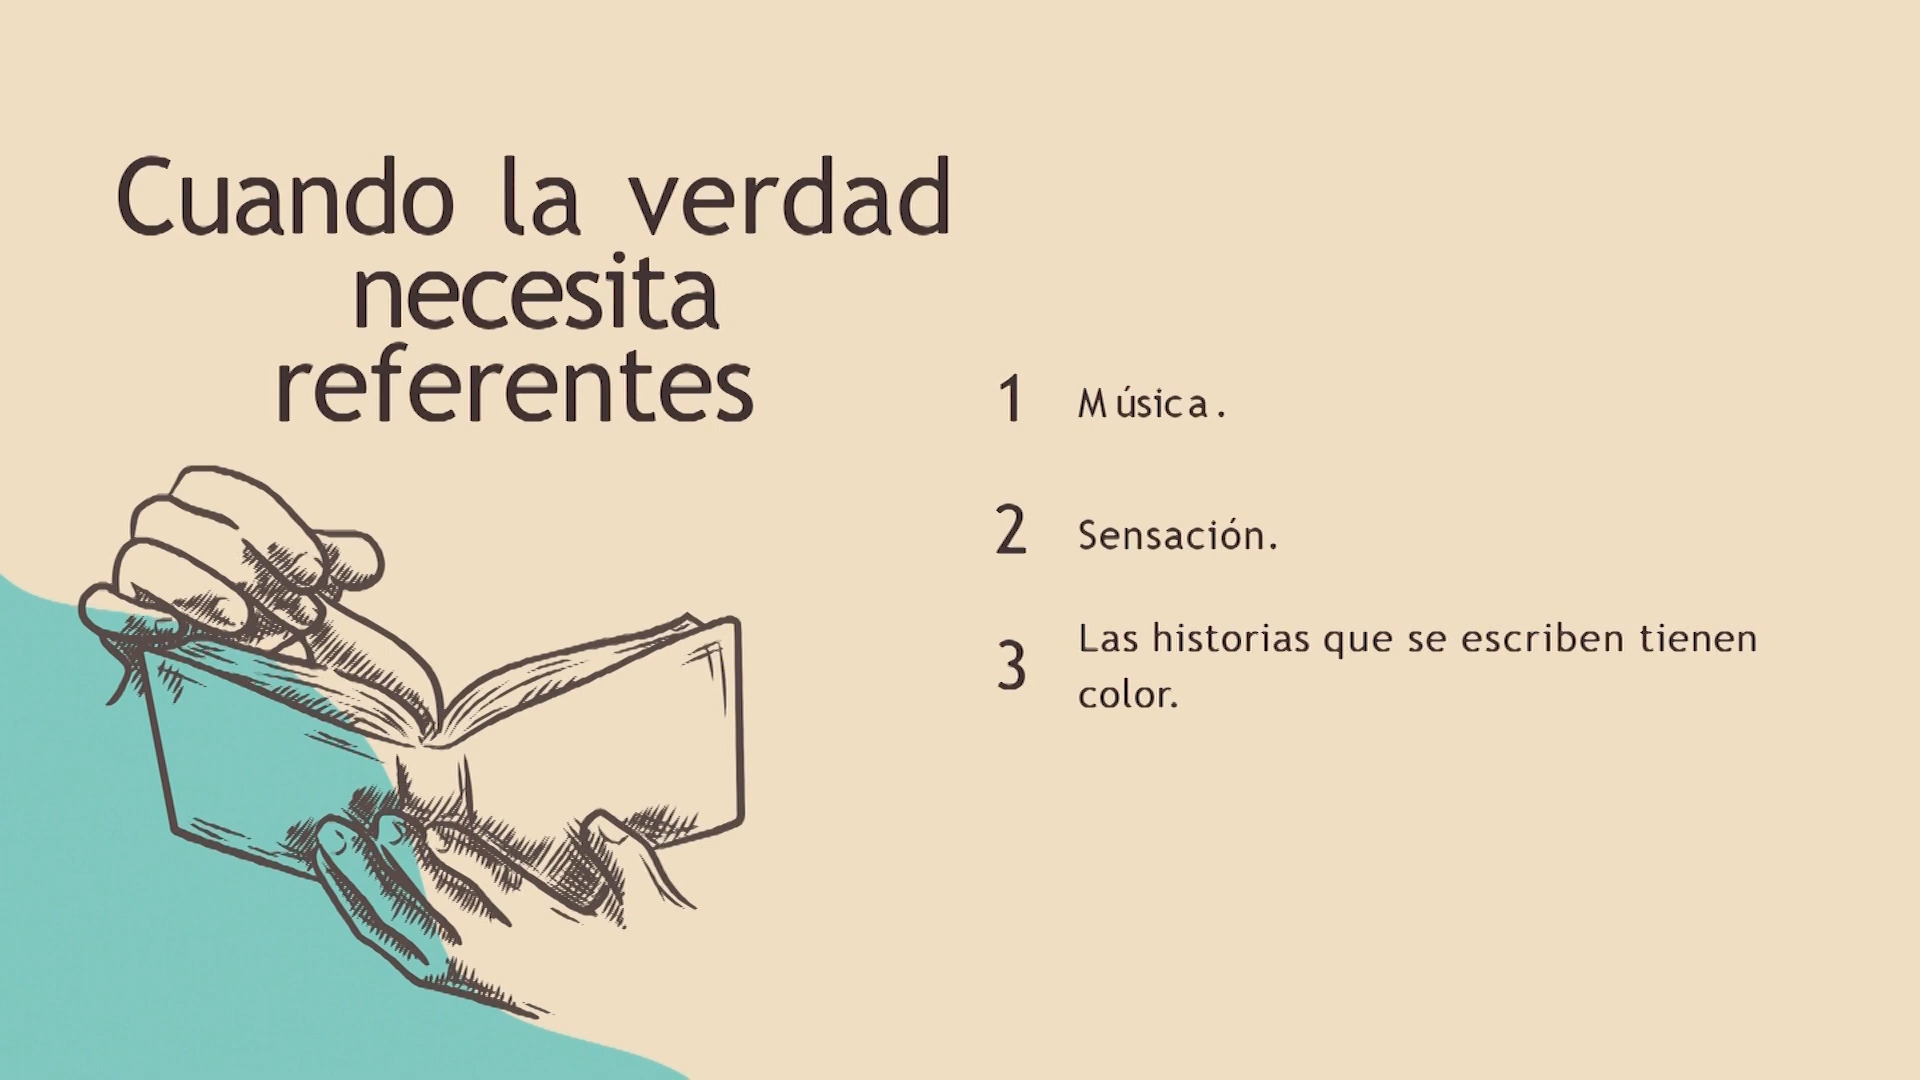 Cuando la verdad
necesita
referentes
1 Música.
2 Sensación.
3 Las historias que se escriben tienen
color.